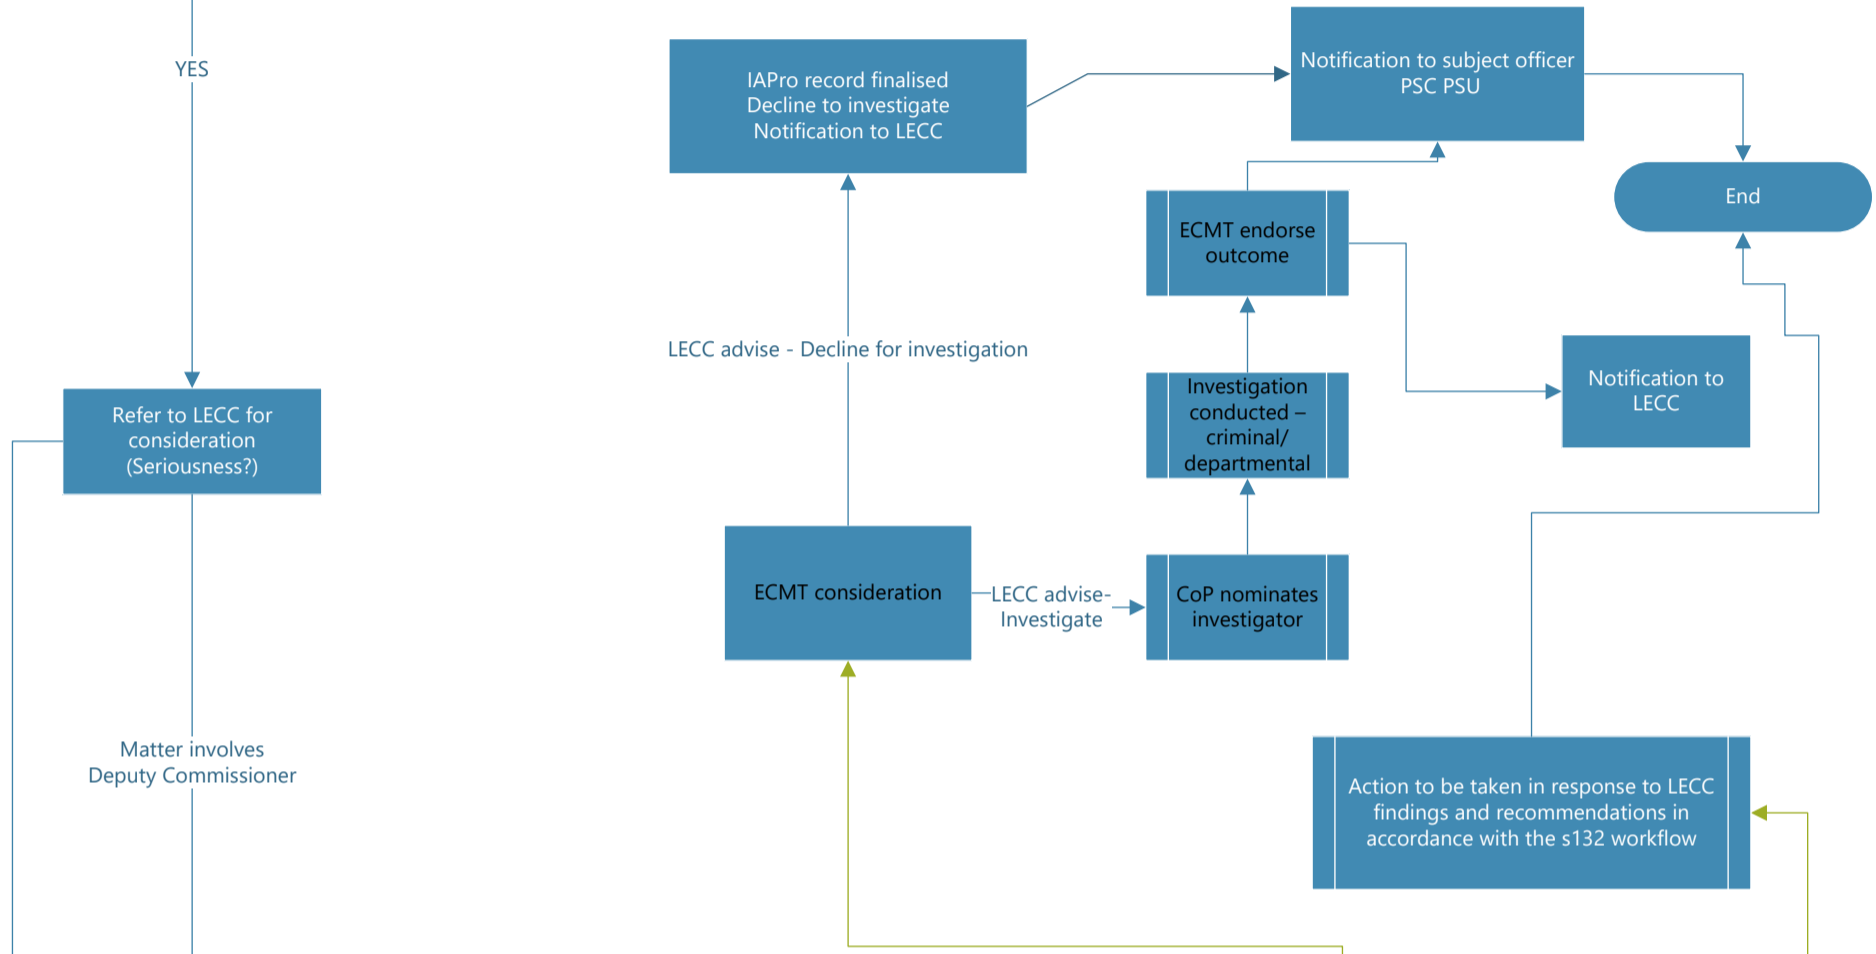 YES
Refer to LECC for
consideration
(Seriousness?)
Matter involves
Deputy Commissioner
IAPro record finalised
Decline to investigate
Notification to LECC
LECC advise - Decline for investigation
ECMT consideration
LECC advise-
Investigate
CoP nominates
investigator
Investigation
conducted –
criminal/
departmental
ECMT endorse
outcome
Notification to subject officer
PSC PSU
End
Notification to
LECC
Action to be taken in response to LECC
findings and recommendations in
accordance with the s132 workflow